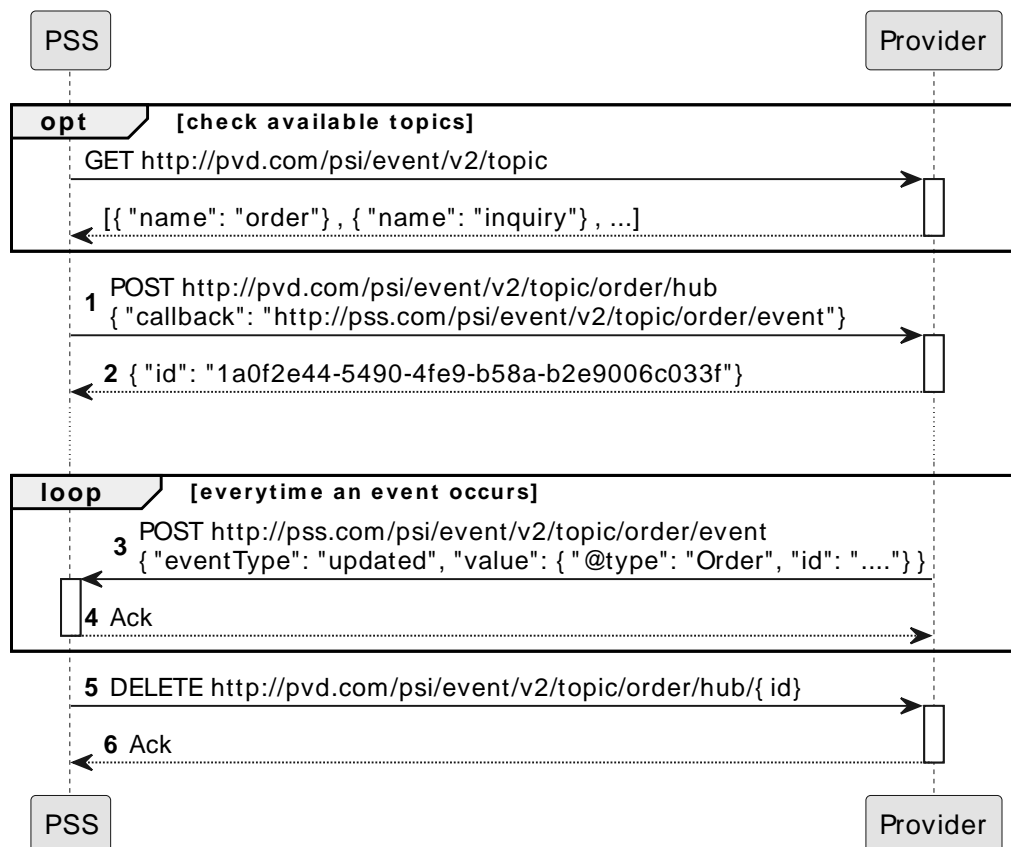 PSS
Provider
opt
[check available topics]
GET http://pvd.com/psi/event/v2/topic
[{ "name": "order"} , { "name": "inquiry"} , ...]
1
POST http://pvd.com/psi/event/v2/topic/order/hub
{ "callback": "http://pss.com/psi/event/v2/topic/order/event"}
2 { "id": "1a0f2e44-5490-4fe9-b58a-b2e9006c033f"}
loop
[everytime an event occurs]
3
POST http://pss.com/psi/event/v2/topic/order/event
{ "eventType": "updated", "value": { "@type": "Order", "id": "...."} }
4 Ack
5 DELETE http://pvd.com/psi/event/v2/topic/order/hub/{ id}
6 Ack
PSS
Provider